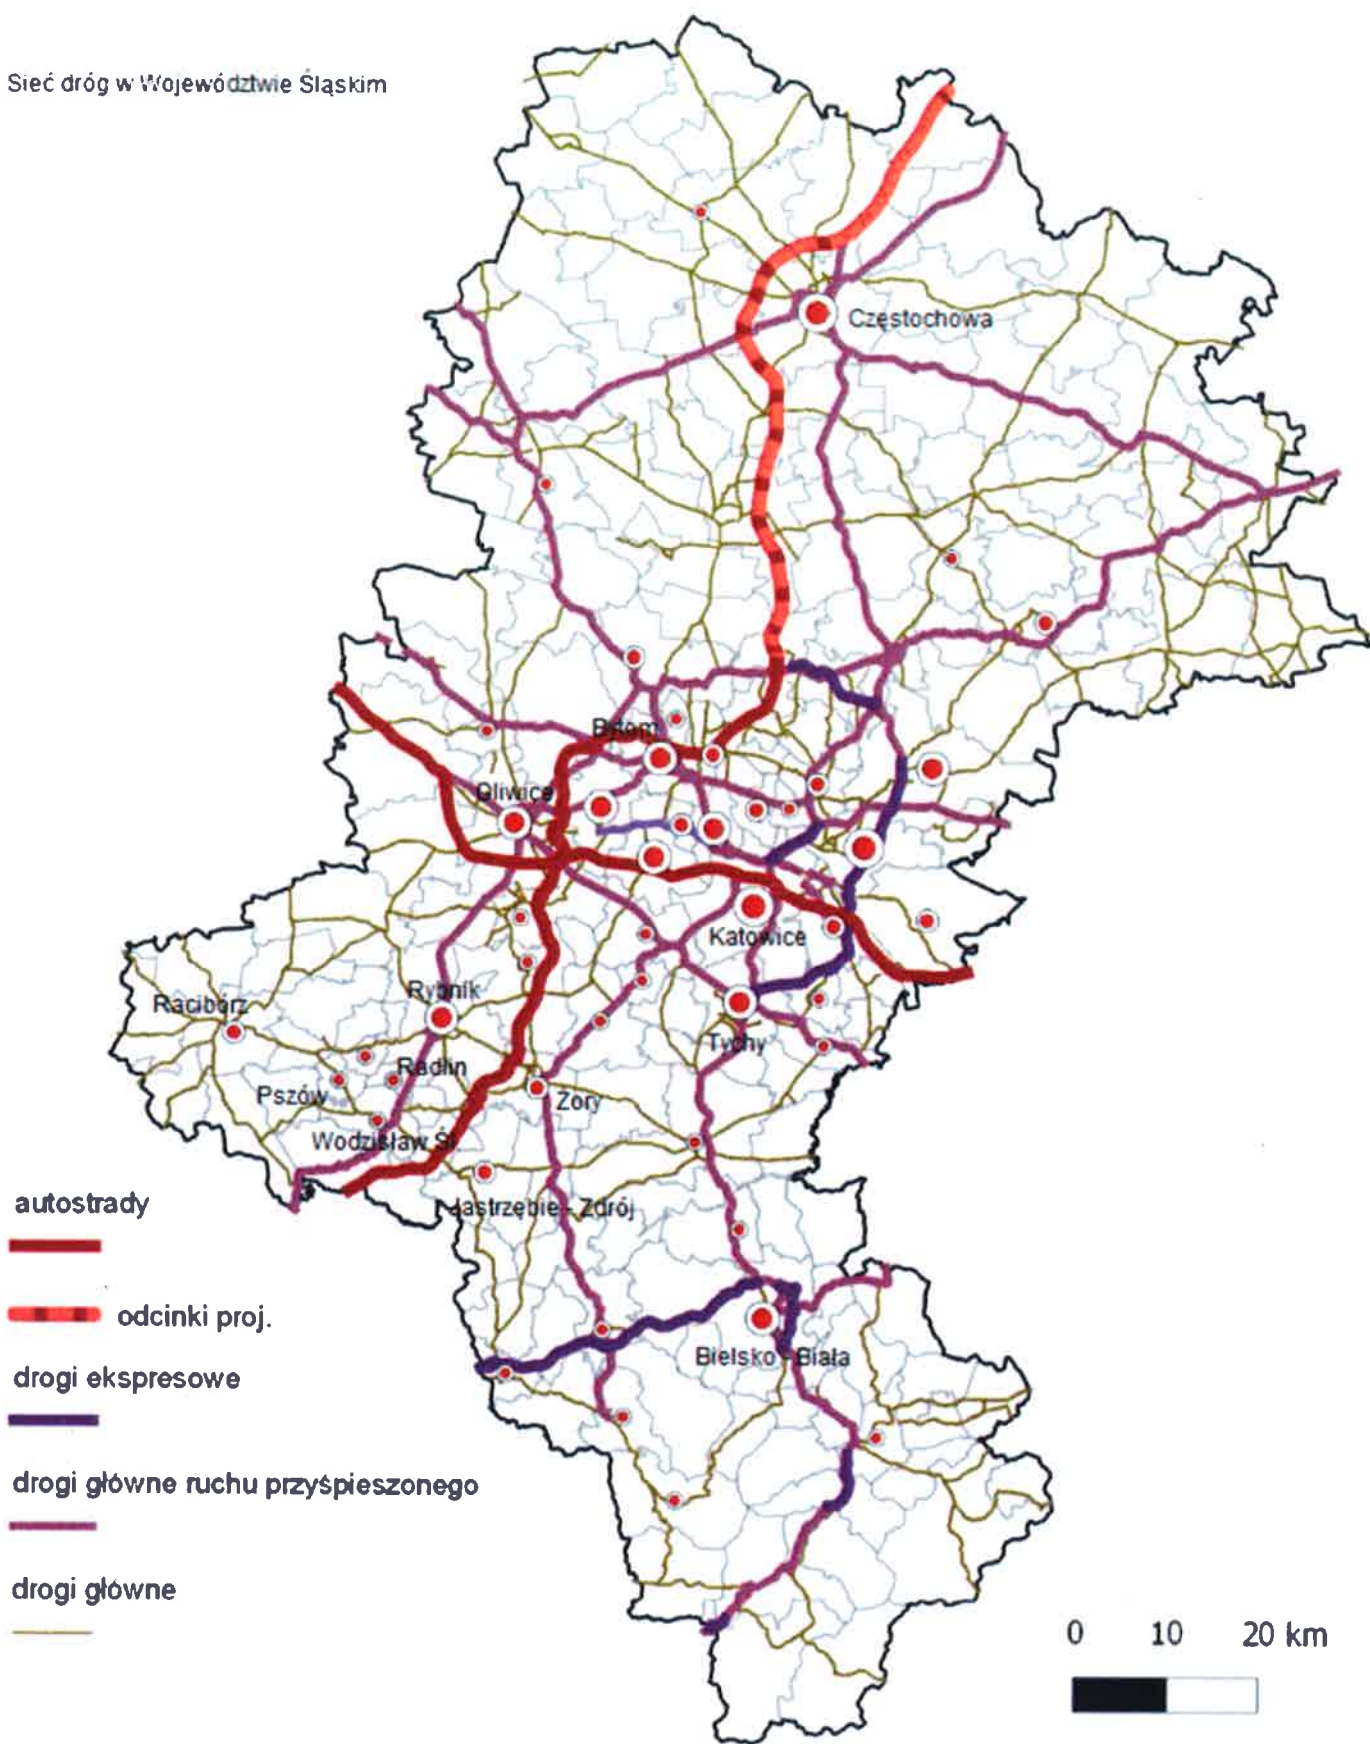 Sieć dróg w Województwie Śląskim
Częstochowa
Bytom
Gliwice
Katowice
Rybnik
Racibórz
Tychy
Radlin
Pszów
Żory
Wodzisław Śl.
autostrady
Jastrzębie - Zdrój
odcinki proj.
Bielsko - Biała
drogi ekspresowe
drogi główne ruchu przyśpieszonego
drogi główne
0 10 20 km